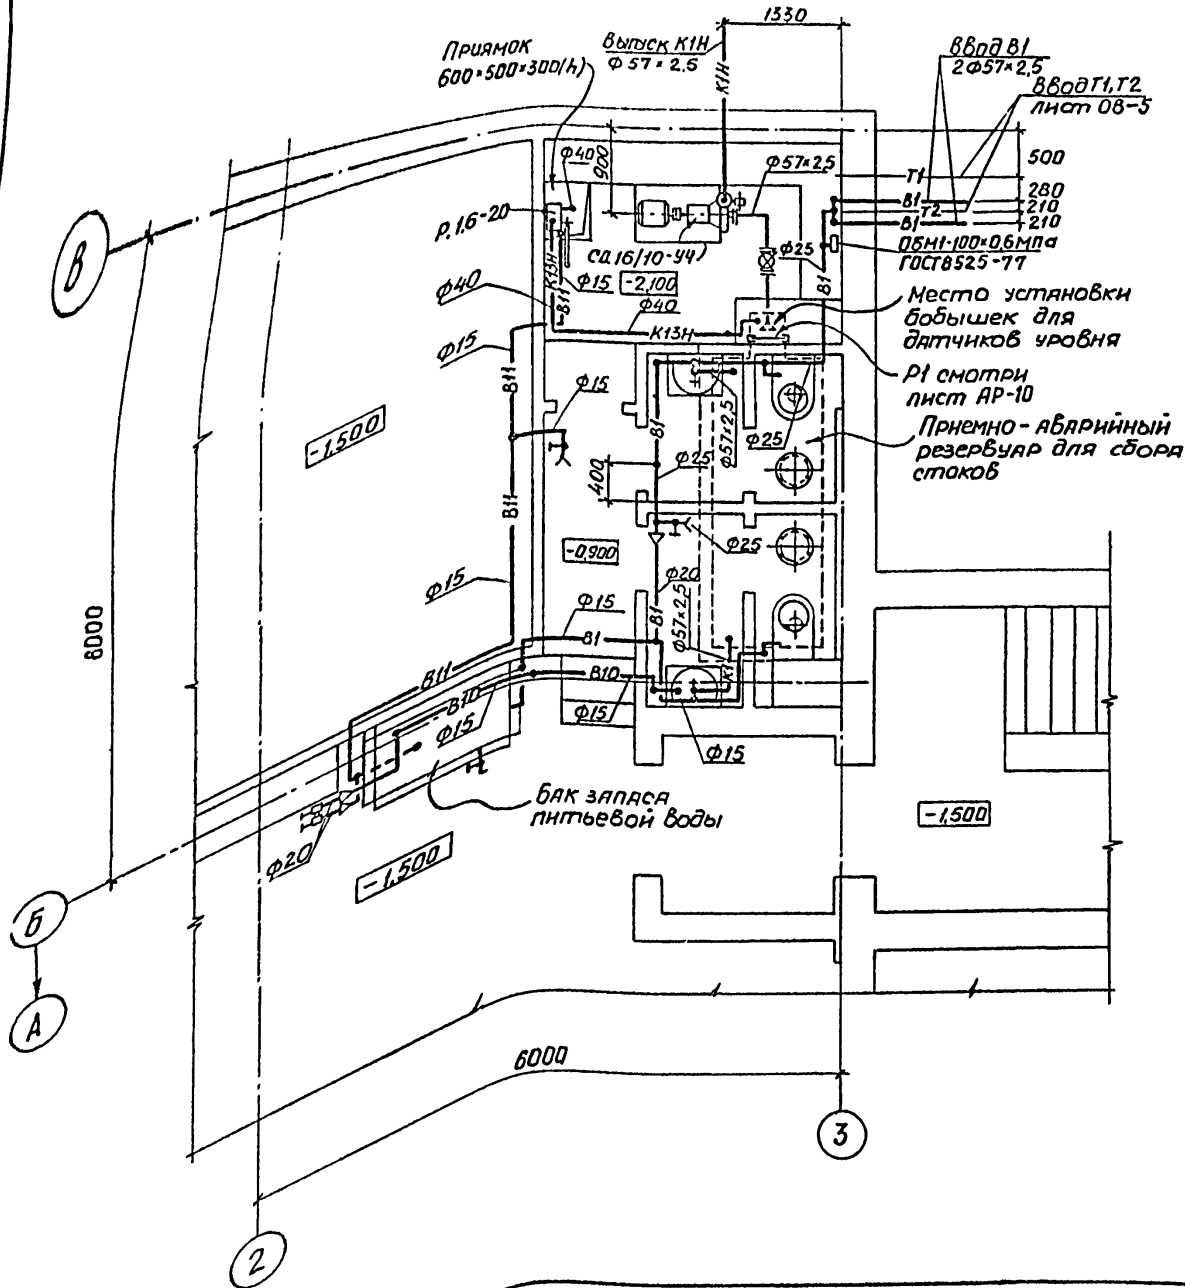 1330
Приямок
600×500×300(h)
Выпуск К1Н
Ф57×2.5
К1Н
Ввод В1
2Ф57×2,5
Ввод Т1,Т2
лист ОВ-5
500
280
210
210
Т1
В1
Т2
В1
ОБМ1-100×0,6мпа
ГОСТ8525-77
Ф40
900
Ф57×2,5
Р.1,6-20
СД16/10-У4
Ф25
В1
К13Н
В11
Ф15
-2,100
Ф40
Ф40
К13Н
Место установки
бобышек для
датчиков уровня
Р1 смотри
лист АР-10
Приемно-аварийный
резервуар для сбора
стоков
В
Ф15
В11
Ф15
-1,500
В1
Ф57×2,5
Ф25
Ф25
400
В11
-0,900
Ф25
Ф20
Ф15
Ф15
В1
В1
Ф57×2,5
К1
6000
В11
В10
В10
Ф15
Ф15
Ф15
Бак запаса
питьевой воды
Ф20
-1,500
-1,500
Б
А
6000
3
2